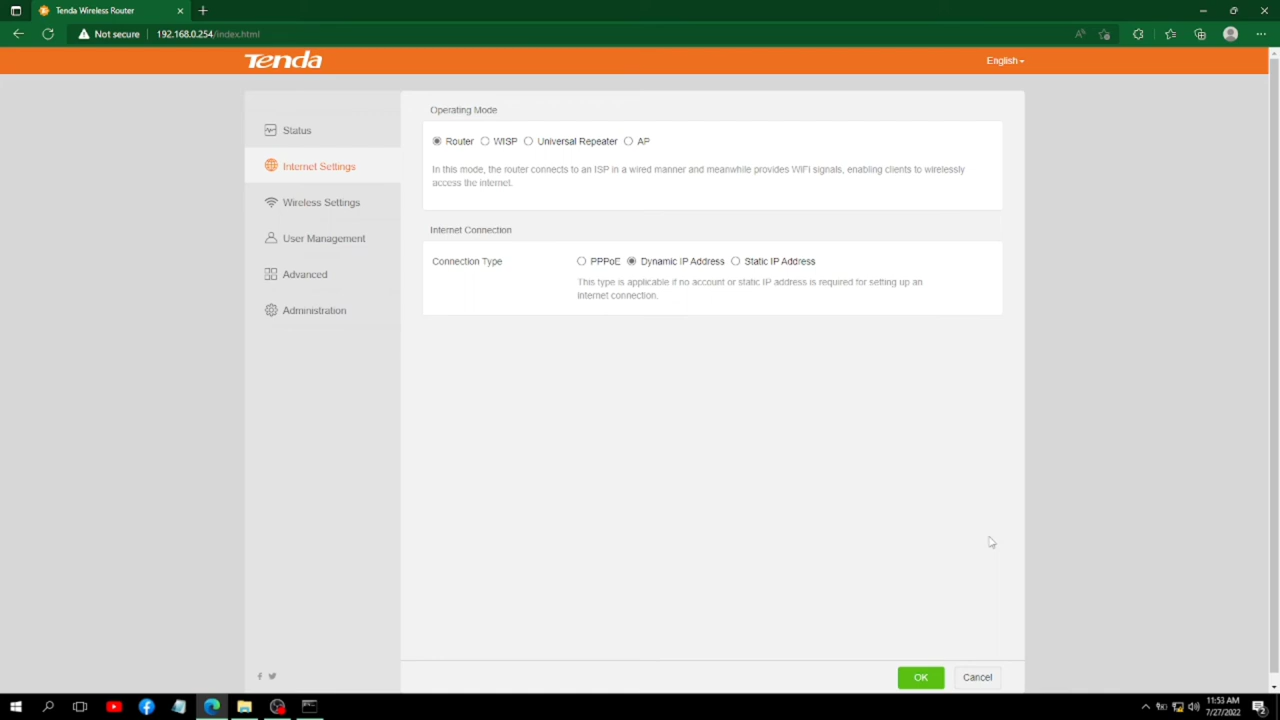 Tenda Wireless Router
Not secure 192.168.0.254/index.html
Tenda
English
Status
Internet Settings
Wireless Settings
User Management
Advanced
Administration
Operating Mode
Router WISP Universal Repeater AP
In this mode, the router connects to an ISP in a wired manner and meanwhile provides WiFi signals, enabling clients to wirelessly
access the internet.
Internet Connection
Connection Type PPPoE Dynamic IP Address Static IP Address
This type is applicable if no account or static IP address is required for setting up an
internet connection.
OK Cancel
11:53 AM
7/27/2022
2